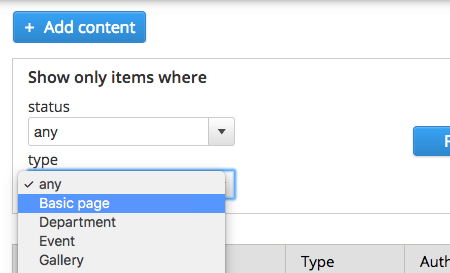 + Add content
Show only items where
status
any
type
✓ any
Basic page
Department
Event
Gallery
Type